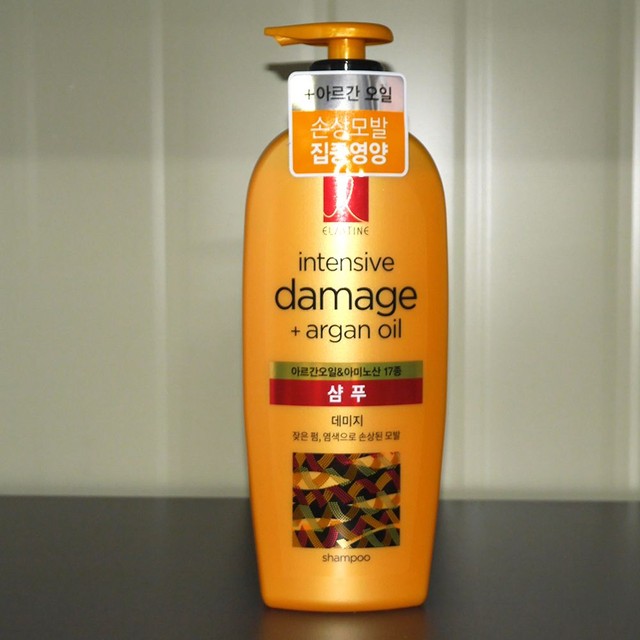 +아르간 오일
손상모발
집중영양
ELASTINE
intensive
damage
+ argan oil
아르간오일&아미노산 17종
샴푸
데미지
잦은 펌, 염색으로 손상된 모발
shampoo